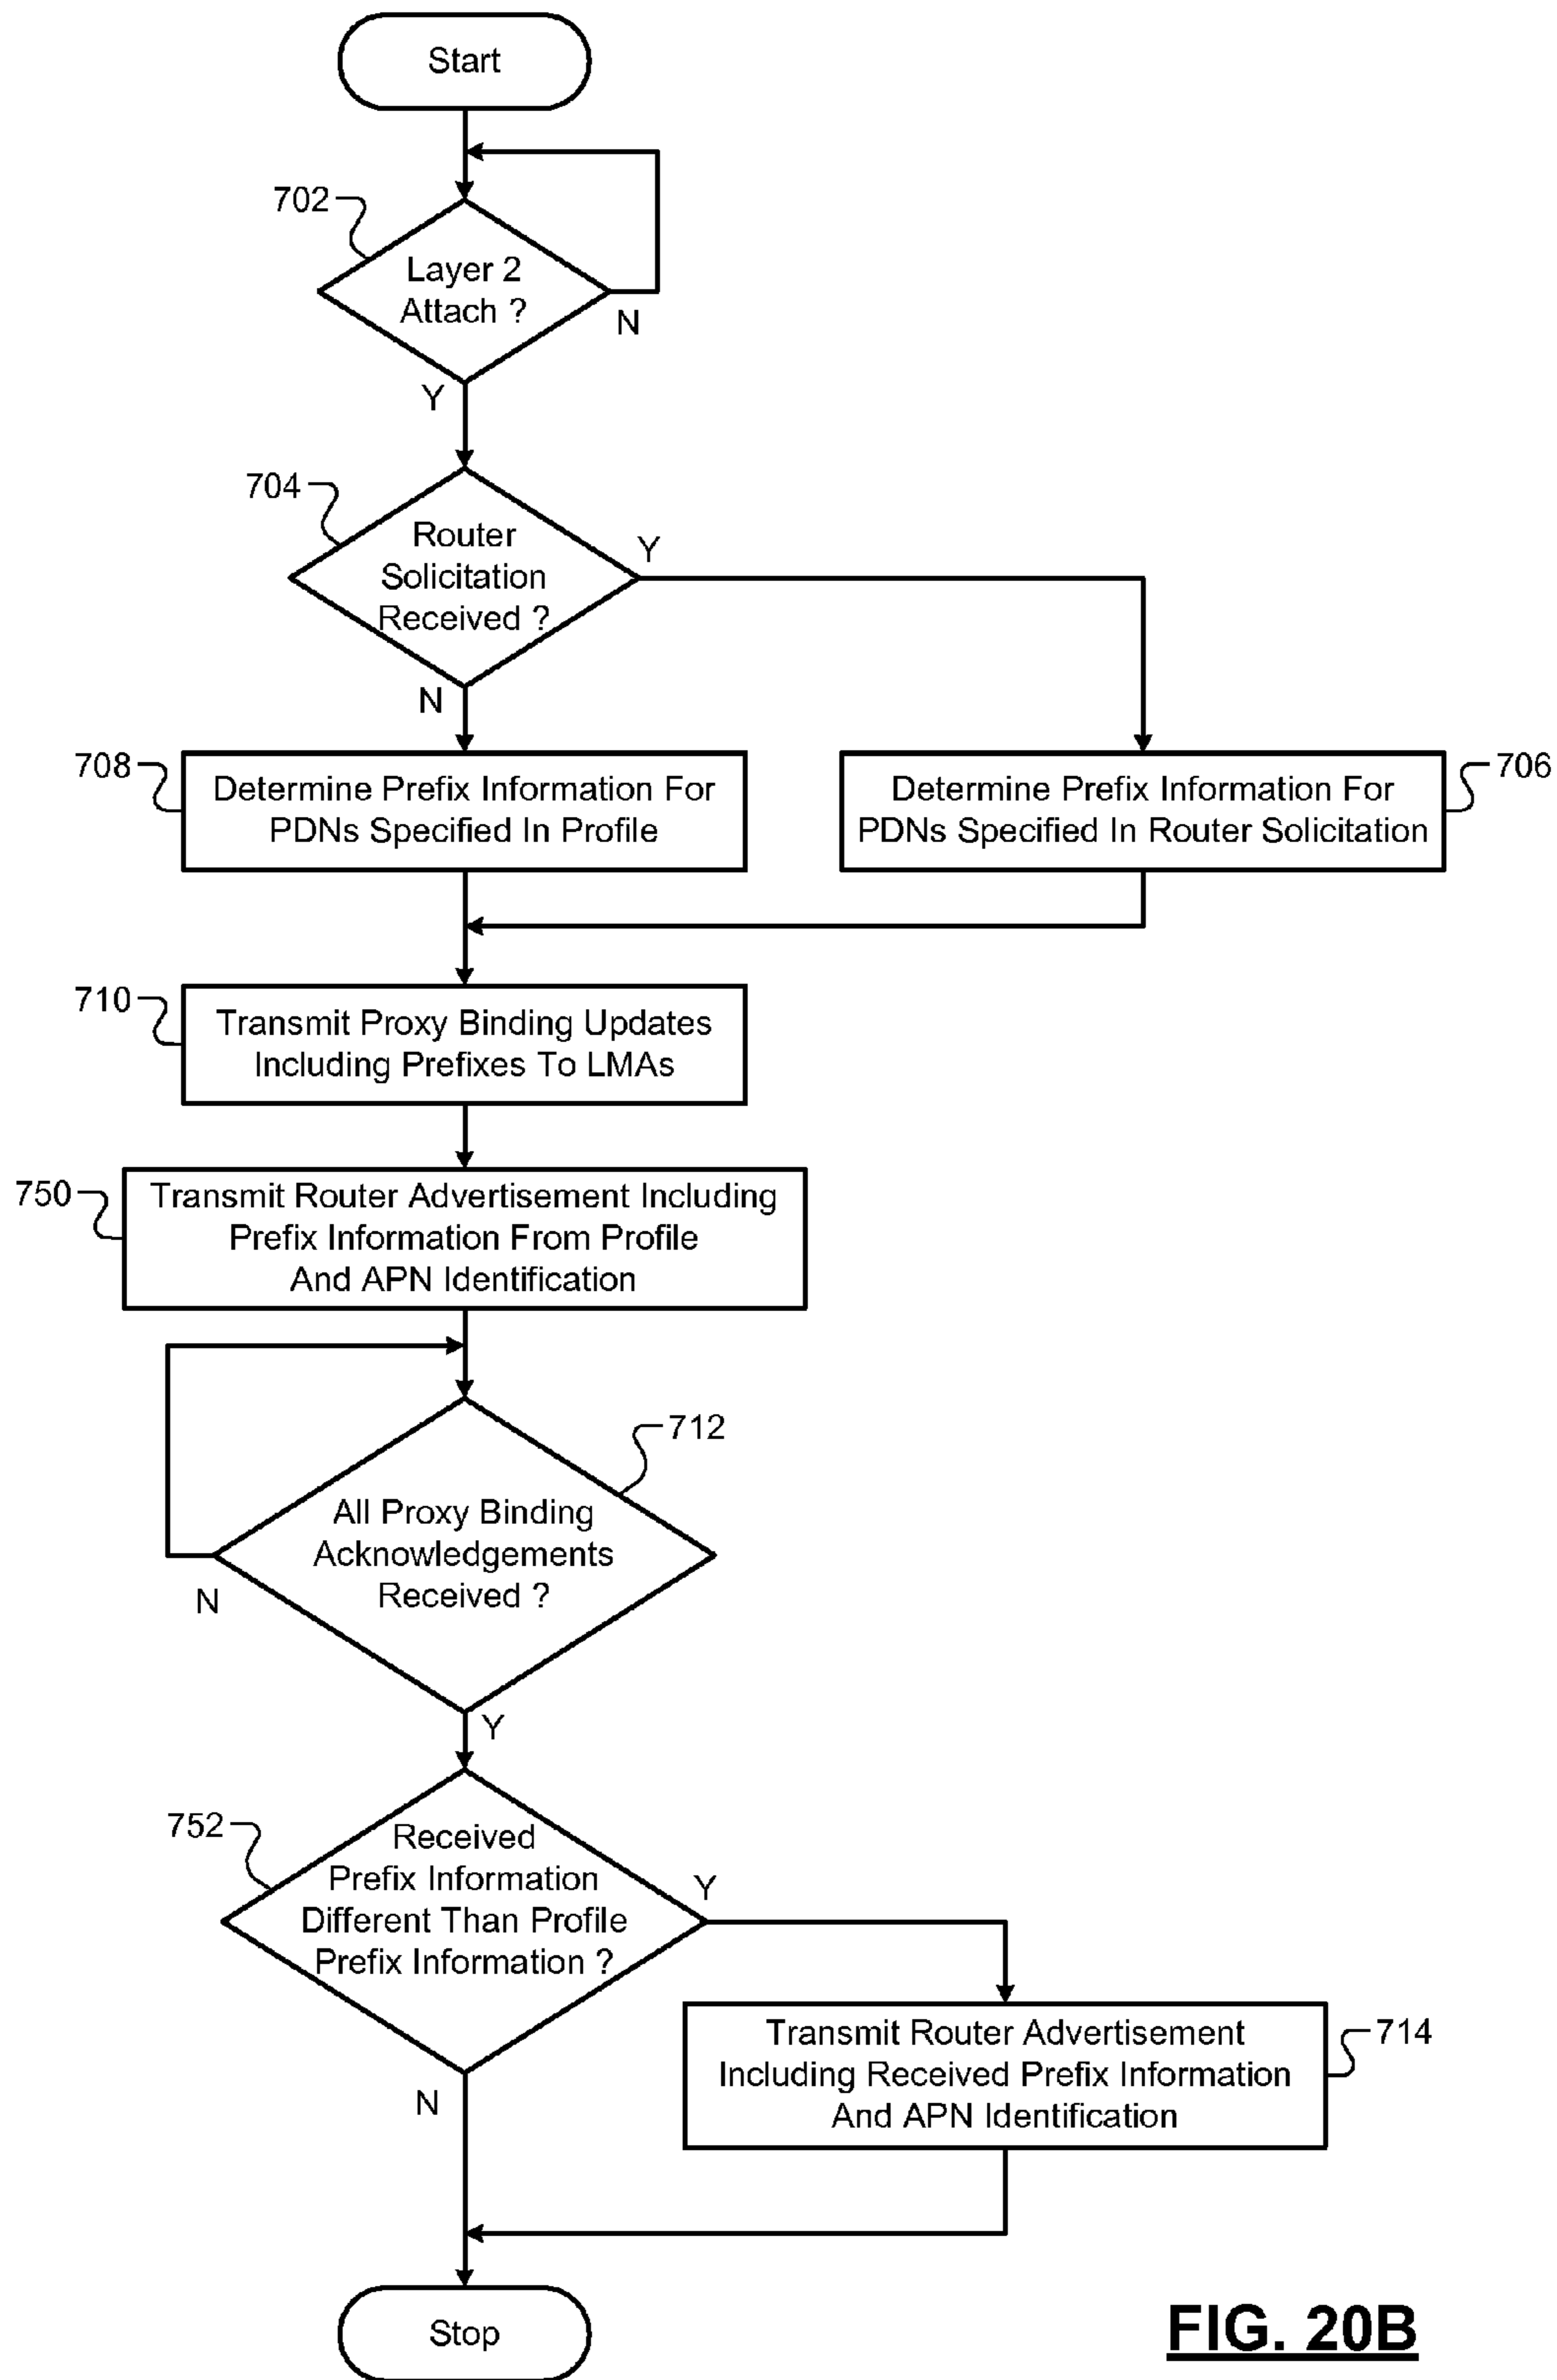 Start
702
Layer 2
Attach ?
N
Y
704
Router
Solicitation
Received ?
Y
N
708
Determine Prefix Information For
PDNs Specified In Profile
Determine Prefix Information For
PDNs Specified In Router Solicitation
706
710
Transmit Proxy Binding Updates
Including Prefixes To LMAs
750
Transmit Router Advertisement Including
Prefix Information From Profile
And APN Identification
712
All Proxy Binding
Acknowledgements
Received ?
N
Y
752
Received
Prefix Information
Different Than Profile
Prefix Information ?
Y
N
Transmit Router Advertisement
Including Received Prefix Information
And APN Identification
714
Stop
FIG. 20B